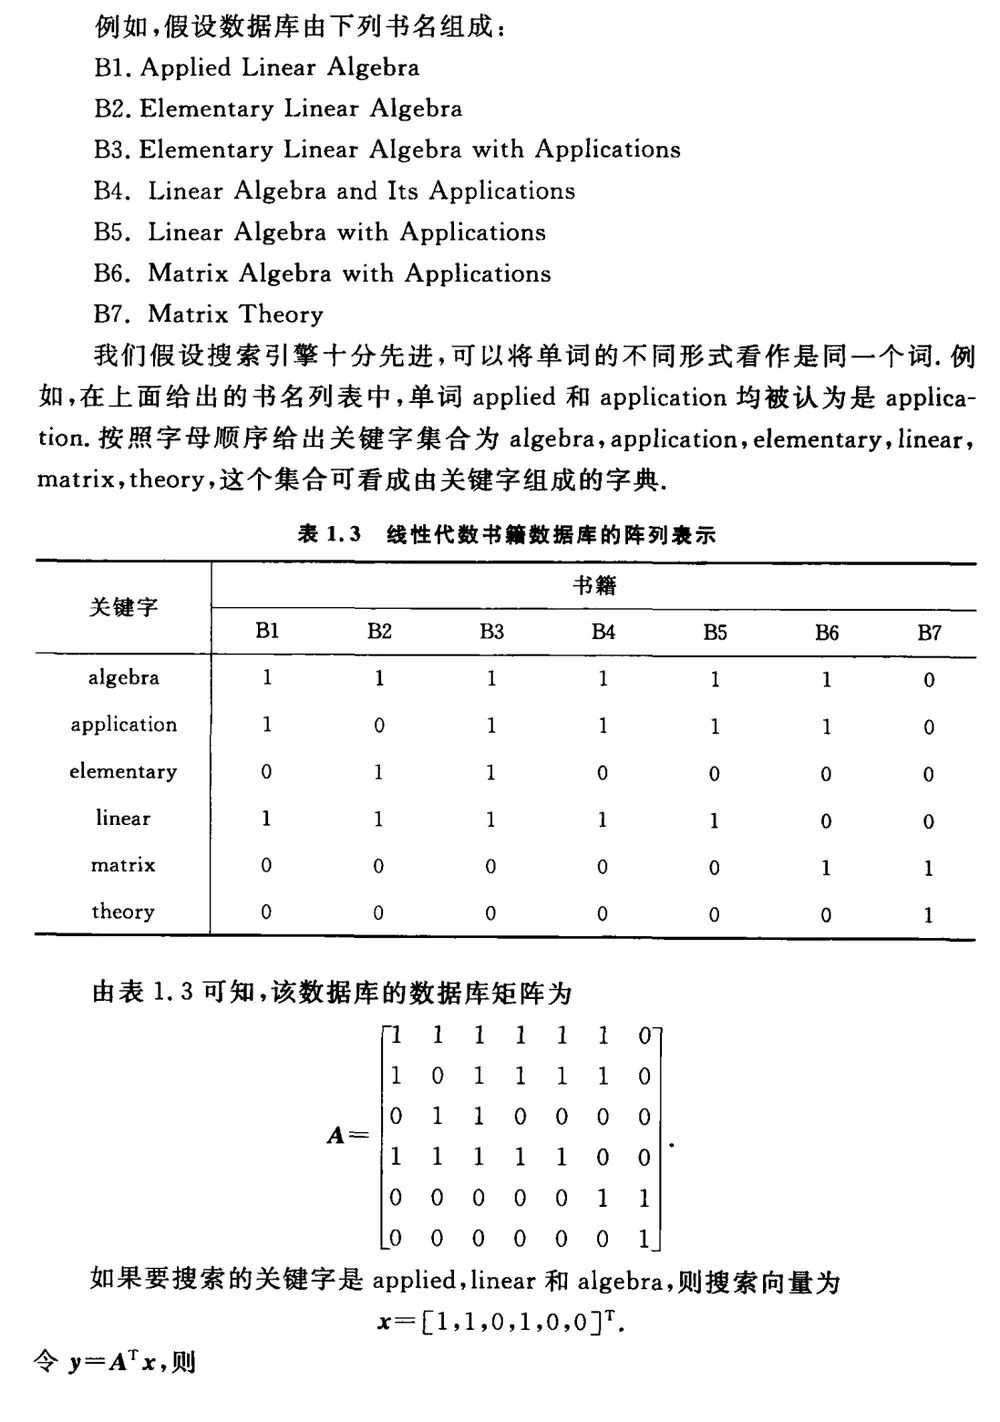 例如,假设数据库由下列书名组成:
B1. Applied Linear Algebra
B2. Elementary Linear Algebra
B3. Elementary Linear Algebra with Applications
B4. Linear Algebra and Its Applications
B5. Linear Algebra with Applications
B6. Matrix Algebra with Applications
B7. Matrix Theory
我们假设搜索引擎十分先进,可以将单词的不同形式看作是同一个词. 例
如,在上面给出的书名列表中,单词 applied 和 application 均被认为是 applica-
tion. 按照字母顺序给出关键字集合为 algebra,application,elementary,linear,
matrix,theory,这个集合可看成由关键字组成的字典.
表 1.3 线性代数书籍数据库的阵列表示
关键字 书籍
B1 B2 B3 B4 B5 B6 B7
algebra 1 1 1 1 1 1 0
application 1 0 1 1 1 1 0
elementary 0 1 1 0 0 0 0
linear 1 1 1 1 1 0 0
matrix 0 0 0 0 0 1 1
theory 0 0 0 0 0 0 1
由表 1.3 可知,该数据库的数据库矩阵为
1 1 1 1 1 1 0
1 0 1 1 1 1 0
0 1 1 0 0 0 0
A=
1 1 1 1 1 0 0
0 0 0 0 0 1 1
0 0 0 0 0 0 1
.
如果要搜索的关键字是 applied,linear 和 algebra,则搜索向量为
x=[1,1,0,1,0,0]ᵀ.
令 y=Aᵀx,则